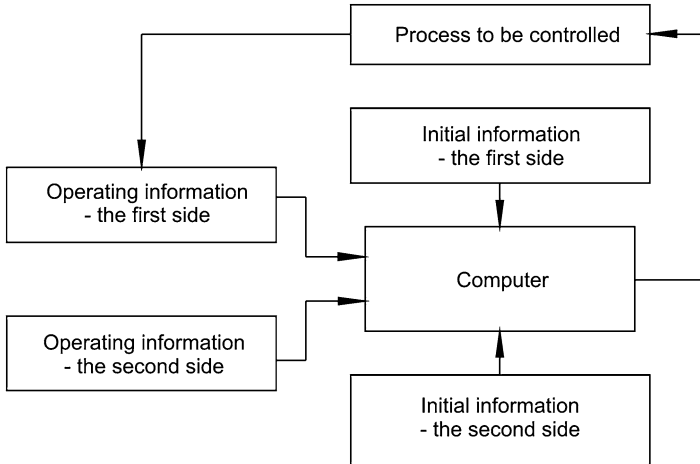 Process to be controlled
Initial information
- the first side
Operating information
- the first side
Computer
Operating information
- the second side
Initial information
- the second side